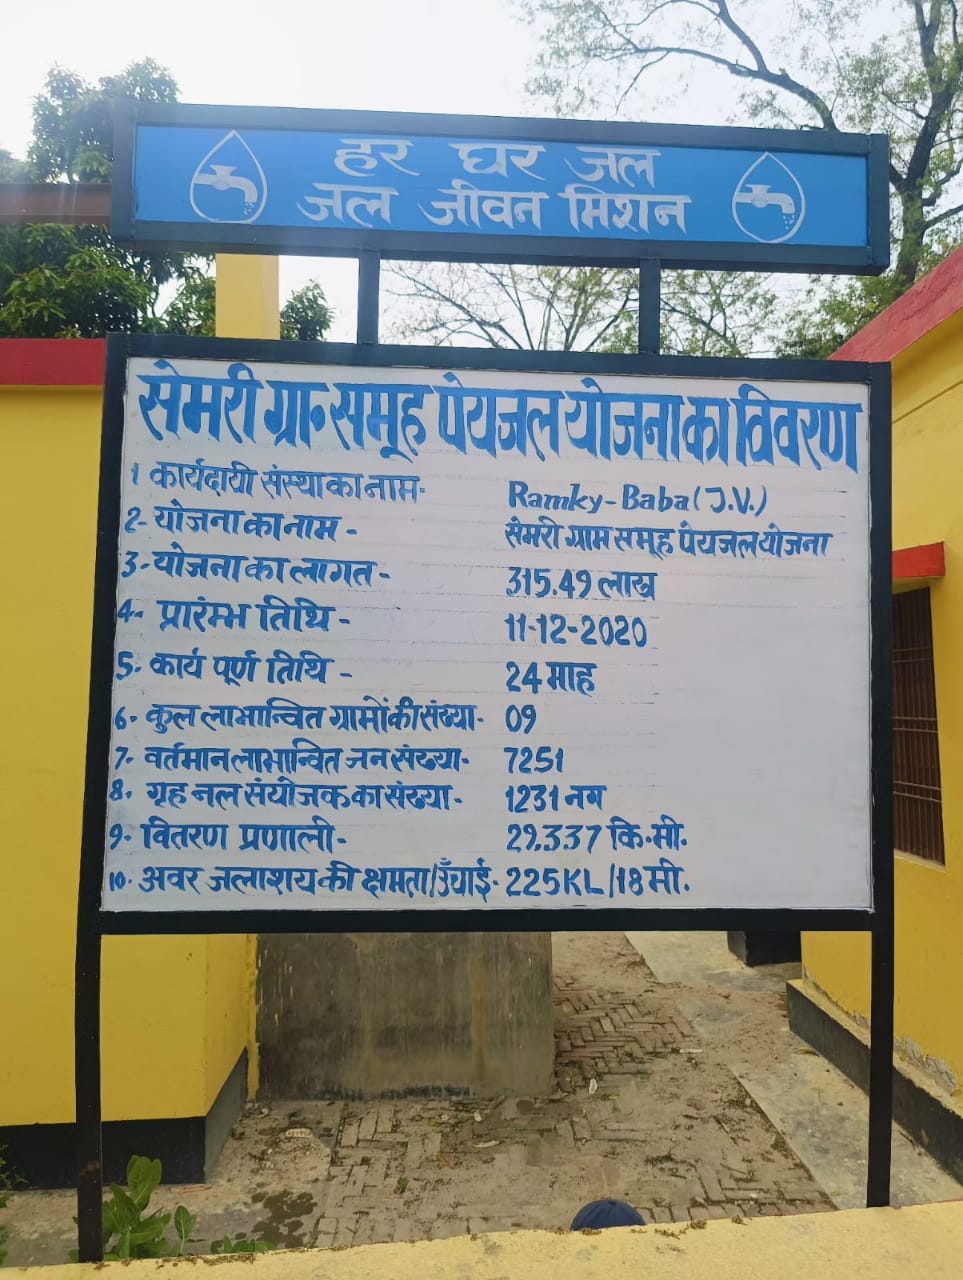 हर घर जल
जल जीवन मिशन
सेमरी ग्रा॰ समूह पेयजल योजना का विवरण
1 कार्यदायी संस्था का नाम- Ramky-Baba (J.V.)
2- योजना का नाम - सेमरी ग्राम समूह पेयजल योजना
3- योजना का लागत - 315.49 लाख
4- प्रारंम्भ तिथि - 11-12-2020
5- कार्य पूर्ण तिथि - 24 माह
6- कुल लाभान्वित ग्रामों की संख्या- 09
7- वर्तमान लाभान्वित जन संख्या- 7251
8- गृह नल संयोजक का संख्या- 1231 नग
9- वितरण प्रणाली- 29.337 कि.मी.
10. अवर जलाशय की क्षमता/ऊँचाई- 225KL/18 मी.